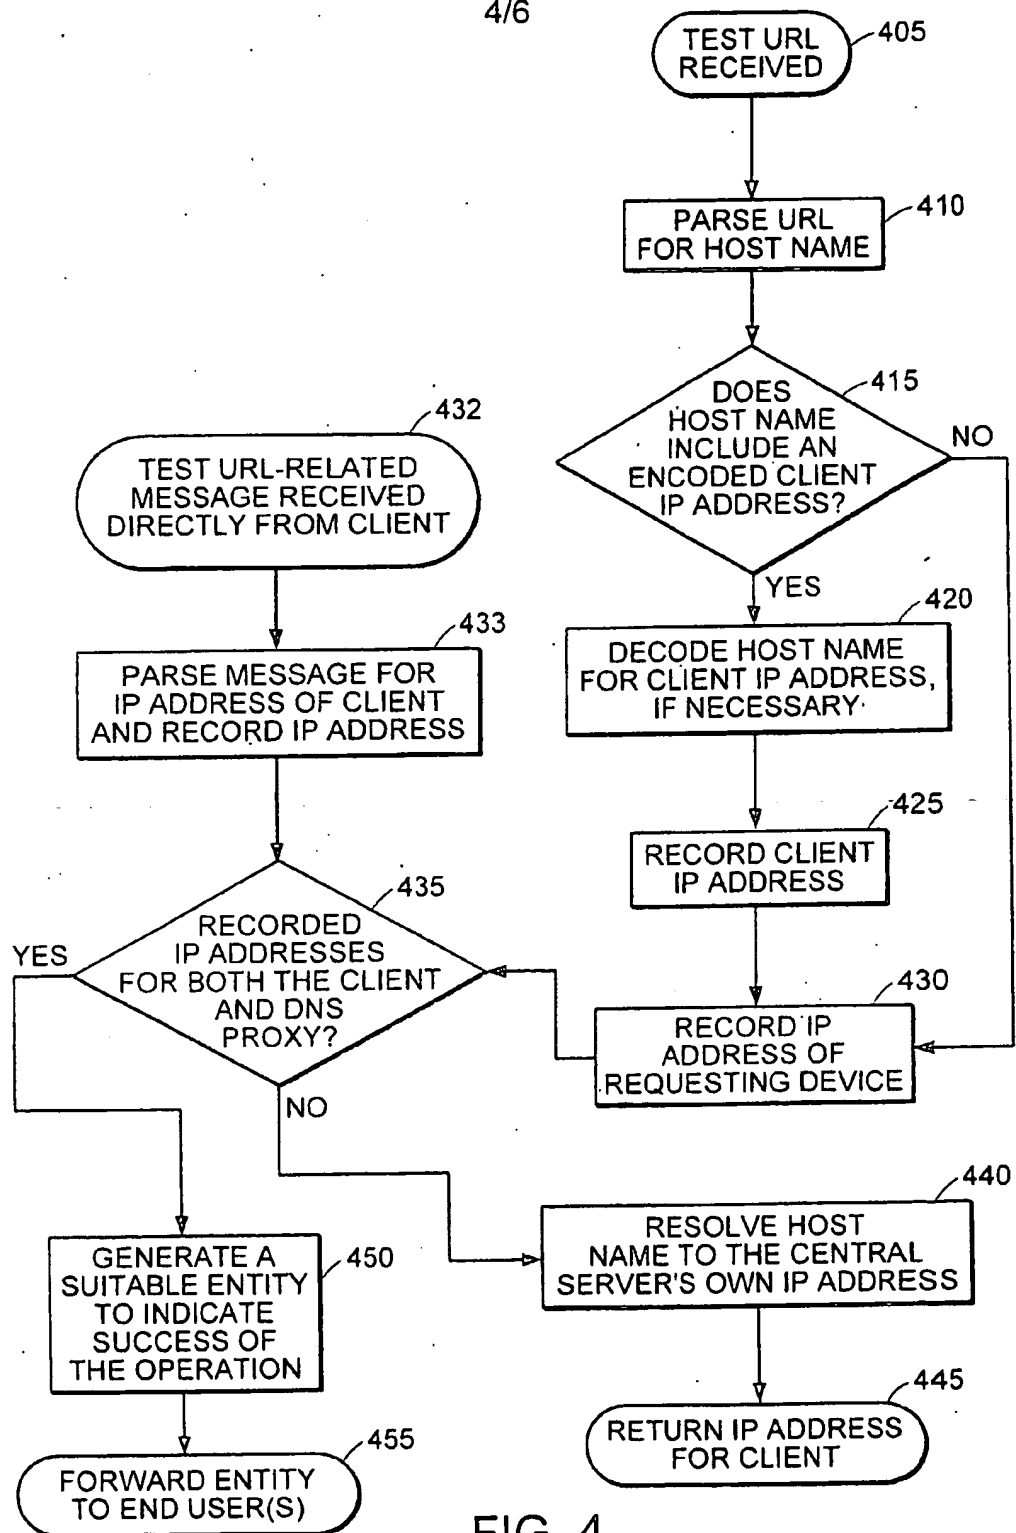 4/6
TEST URL
RECEIVED
405
PARSE URL
FOR HOST NAME
410
DOES
HOST NAME
INCLUDE AN
ENCODED CLIENT
IP ADDRESS?
415
NO
YES
432
TEST URL-RELATED
MESSAGE RECEIVED
DIRECTLY FROM CLIENT
420
DECODE HOST NAME
FOR CLIENT IP ADDRESS,
IF NECESSARY
433
PARSE MESSAGE FOR
IP ADDRESS OF CLIENT
AND RECORD IP ADDRESS
425
RECORD CLIENT
IP ADDRESS
435
RECORDED
IP ADDRESSES
FOR BOTH THE CLIENT
AND DNS
PROXY?
YES
NO
430
RECORD IP
ADDRESS OF
REQUESTING DEVICE
440
RESOLVE HOST
NAME TO THE CENTRAL
SERVER'S OWN IP ADDRESS
450
GENERATE A
SUITABLE ENTITY
TO INDICATE
SUCCESS OF
THE OPERATION
445
RETURN IP ADDRESS
FOR CLIENT
455
FORWARD ENTITY
TO END USER(S)
FIG. 4